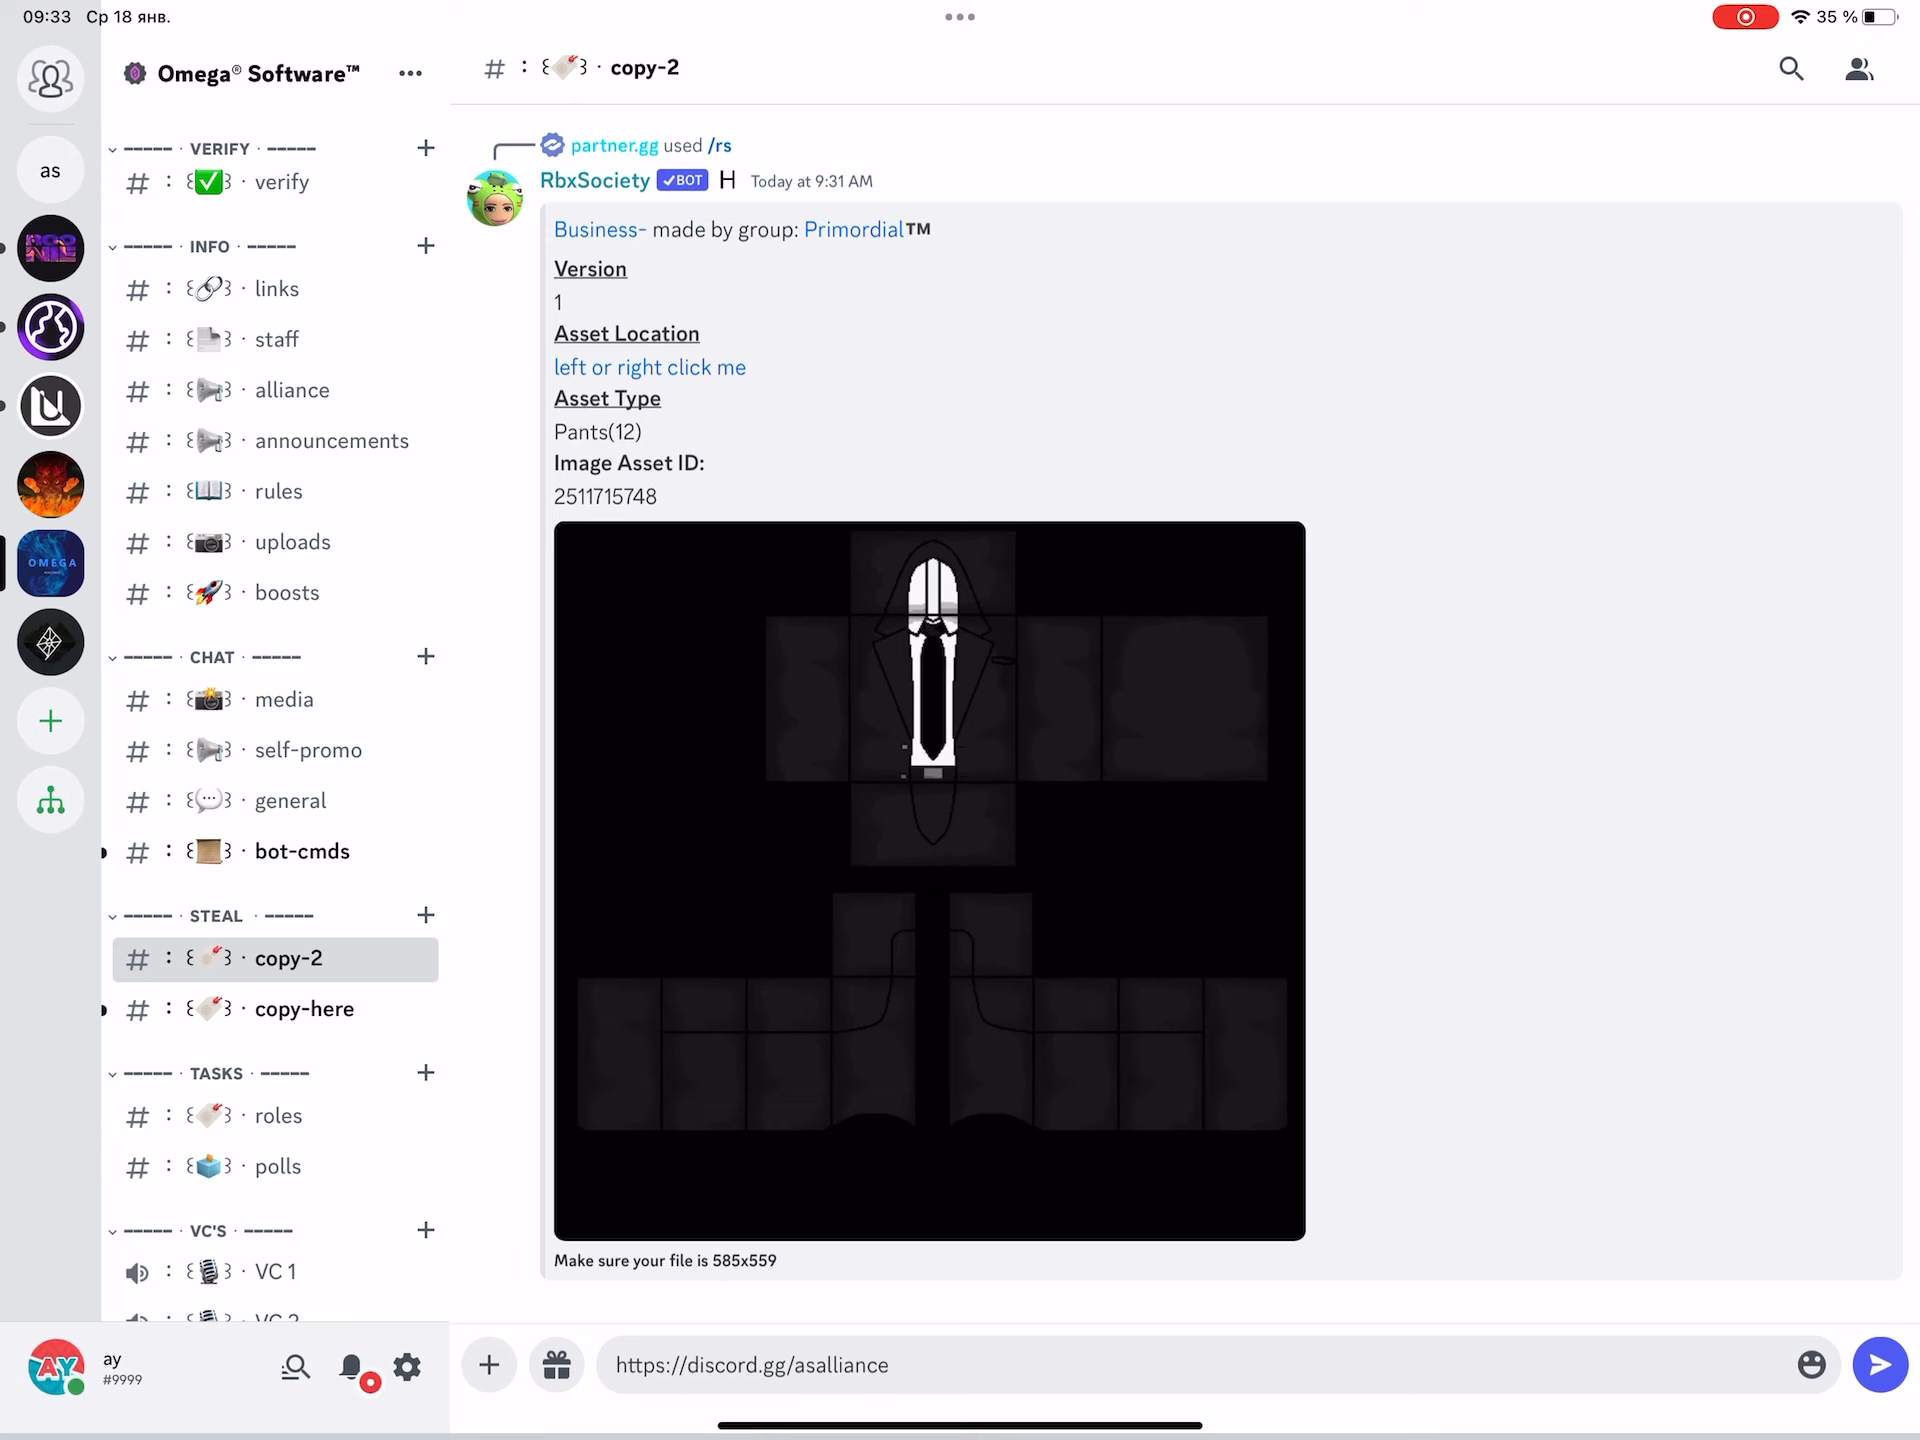 09:33 Ср 18 янв.
35 %
as
OMEGA
Omega® Software™
----- · VERIFY · -----
# : · verify
----- · INFO · -----
# : · links
# : · staff
# : · alliance
# : · announcements
# : · rules
# : · uploads
# : · boosts
----- · CHAT · -----
# : · media
# : · self-promo
# : · general
# : · bot-cmds
----- · STEAL · -----
# : · copy-2
# : · copy-here
----- · TASKS · -----
# : · roles
# : · polls
----- · VC'S · -----
: · VC 1
AY
ay
#9999
# : · copy-2
partner.gg used /rs
RbxSociety ✓BOT H Today at 9:31 AM
Business- made by group: Primordial™
Version
1
Asset Location
left or right click me
Asset Type
Pants(12)
Image Asset ID:
2511715748
Make sure your file is 585x559
https://discord.gg/asalliance